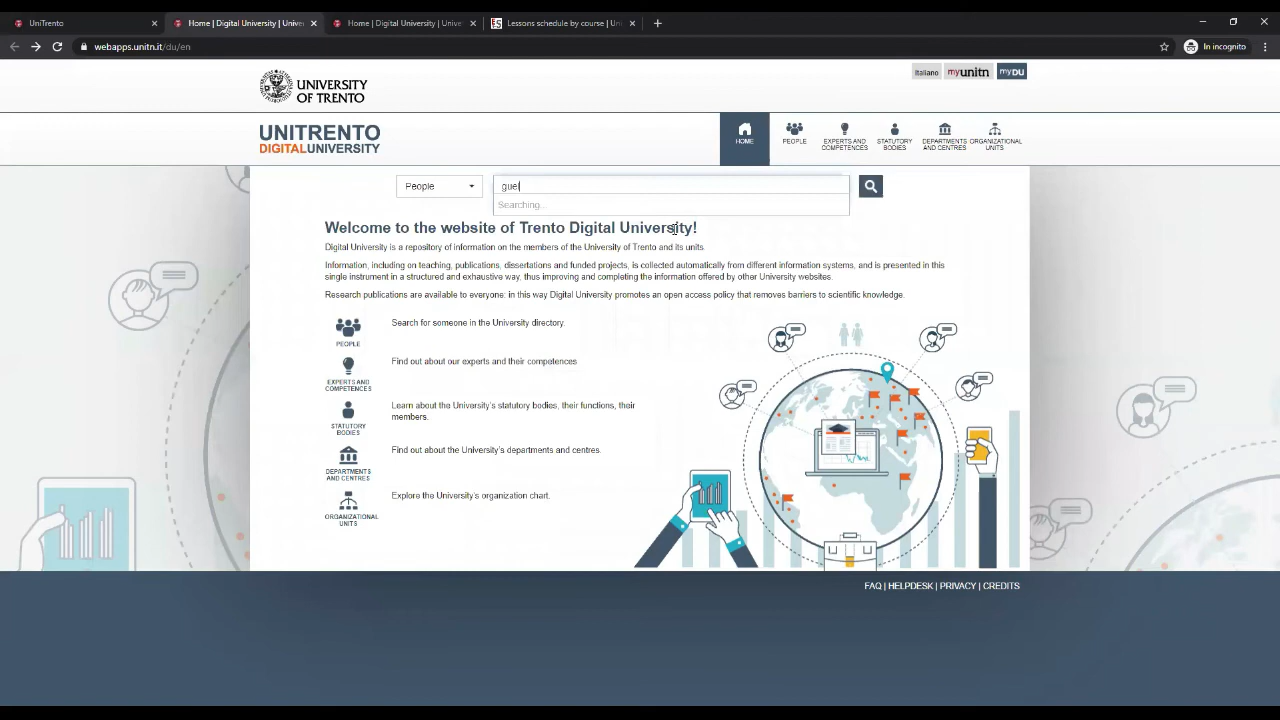 UniTrento
Home | Digital University | Unive
Home | Digital University | Unive
Lessons schedule by course | Un
webapps.unitn.it/du/en
In incognito
UNIVERSITY
OF TRENTO
Italiano
myunitn
myDU
UNITRENTO
DIGITALUNIVERSITY
HOME
PEOPLE
EXPERTS AND
COMPETENCES
STATUTORY
BODIES
DEPARTMENTS
AND CENTRES
ORGANIZATIONAL
UNITS
People
guel
Searching...
Welcome to the website of Trento Digital University!
Digital University is a repository of information on the members of the University of Trento and its units.
Information, including on teaching, publications, dissertations and funded projects, is collected automatically from different information systems, and is presented in this
single instrument in a structured and exhaustive way, thus improving and completing the information offered by other University websites.
Research publications are available to everyone: in this way Digital University promotes an open access policy that removes barriers to scientific knowledge.
PEOPLE
Search for someone in the University directory.
EXPERTS AND
COMPETENCES
Find out about our experts and their competences
STATUTORY
BODIES
Learn about the University's statutory bodies, their functions, their
members.
DEPARTMENTS
AND CENTRES
Find out about the University's departments and centres.
ORGANIZATIONAL
UNITS
Explore the University's organization chart.
FAQ | HELPDESK | PRIVACY | CREDITS